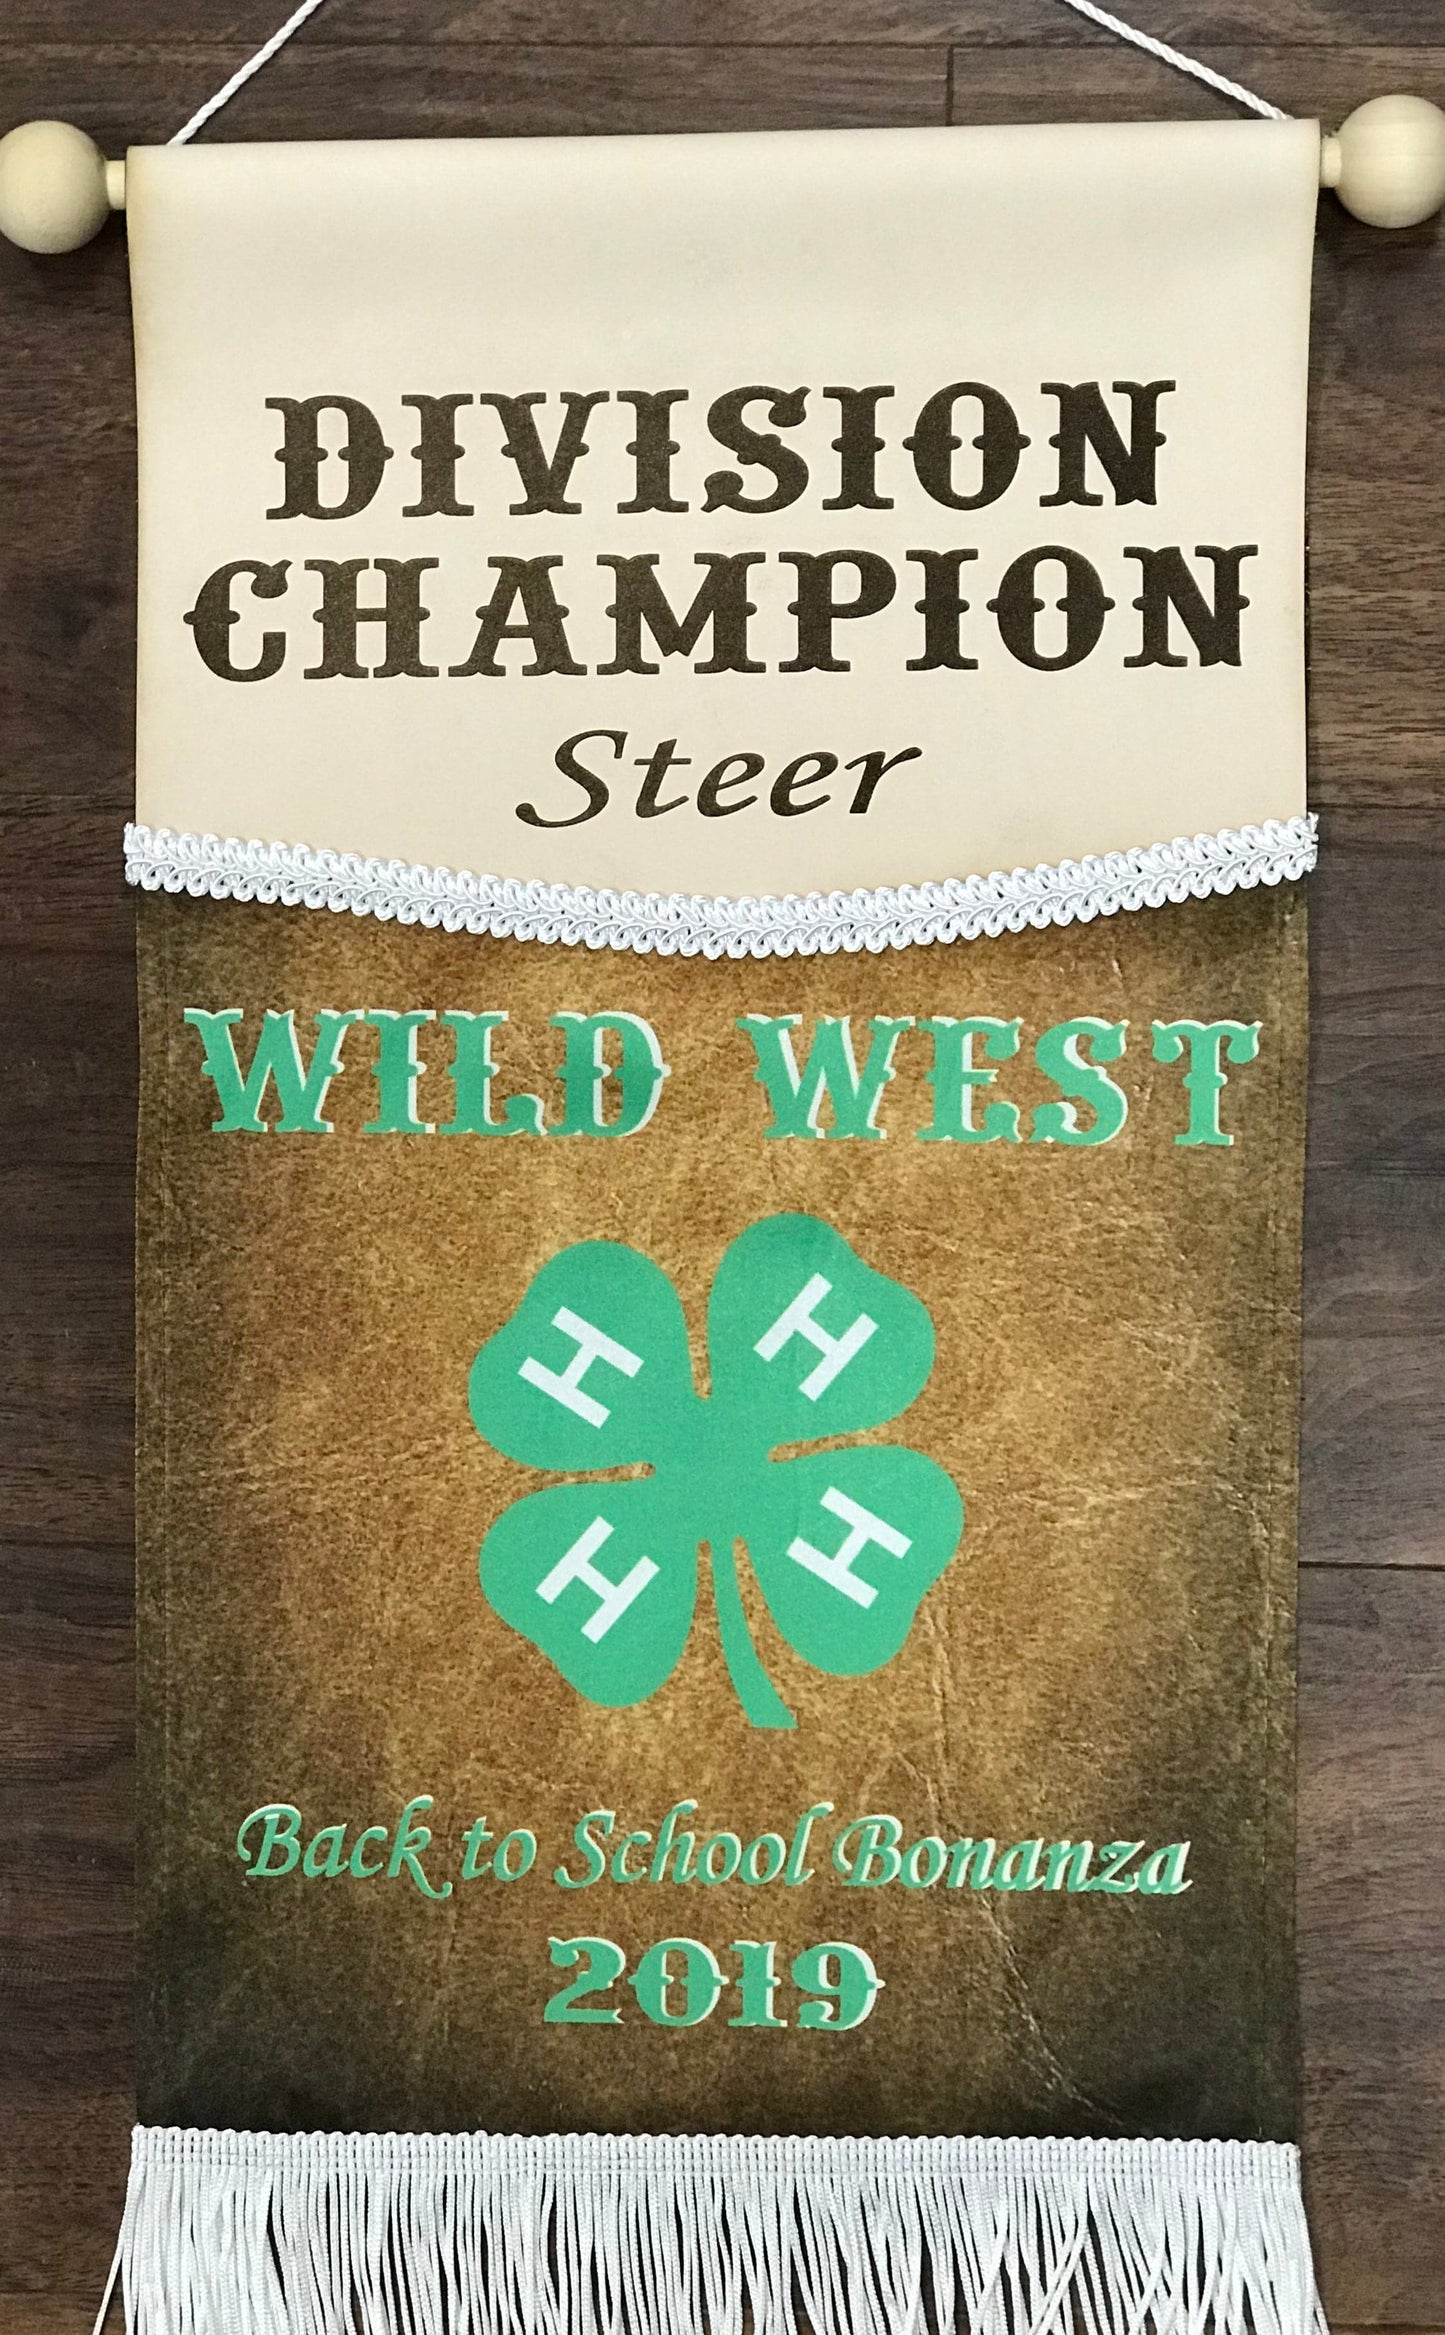 DIVISION
CHAMPION
Steer
WILD WEST
H H
H H
Back to School Bonanza
2019